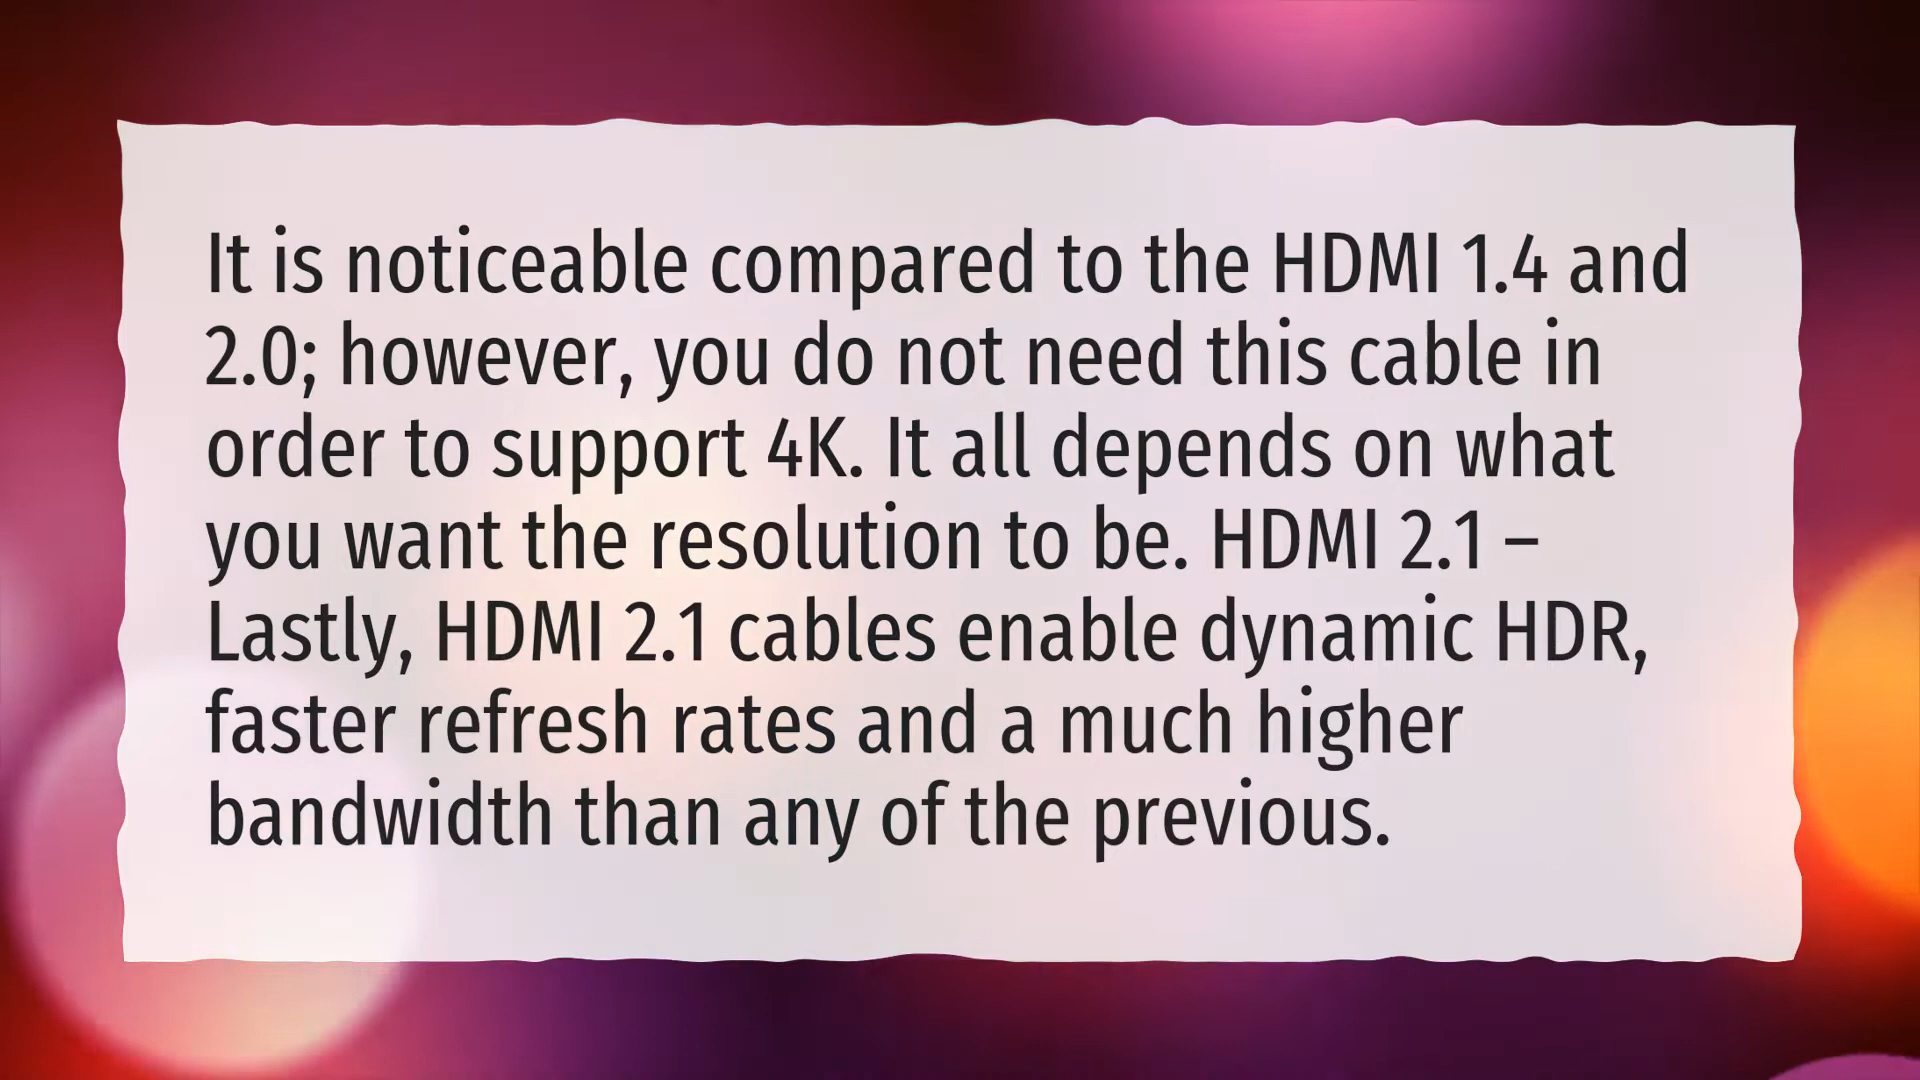 It is noticeable compared to the HDMI 1.4 and
2.0; however, you do not need this cable in
order to support 4K. It all depends on what
you want the resolution to be. HDMI 2.1 –
Lastly, HDMI 2.1 cables enable dynamic HDR,
faster refresh rates and a much higher
bandwidth than any of the previous.